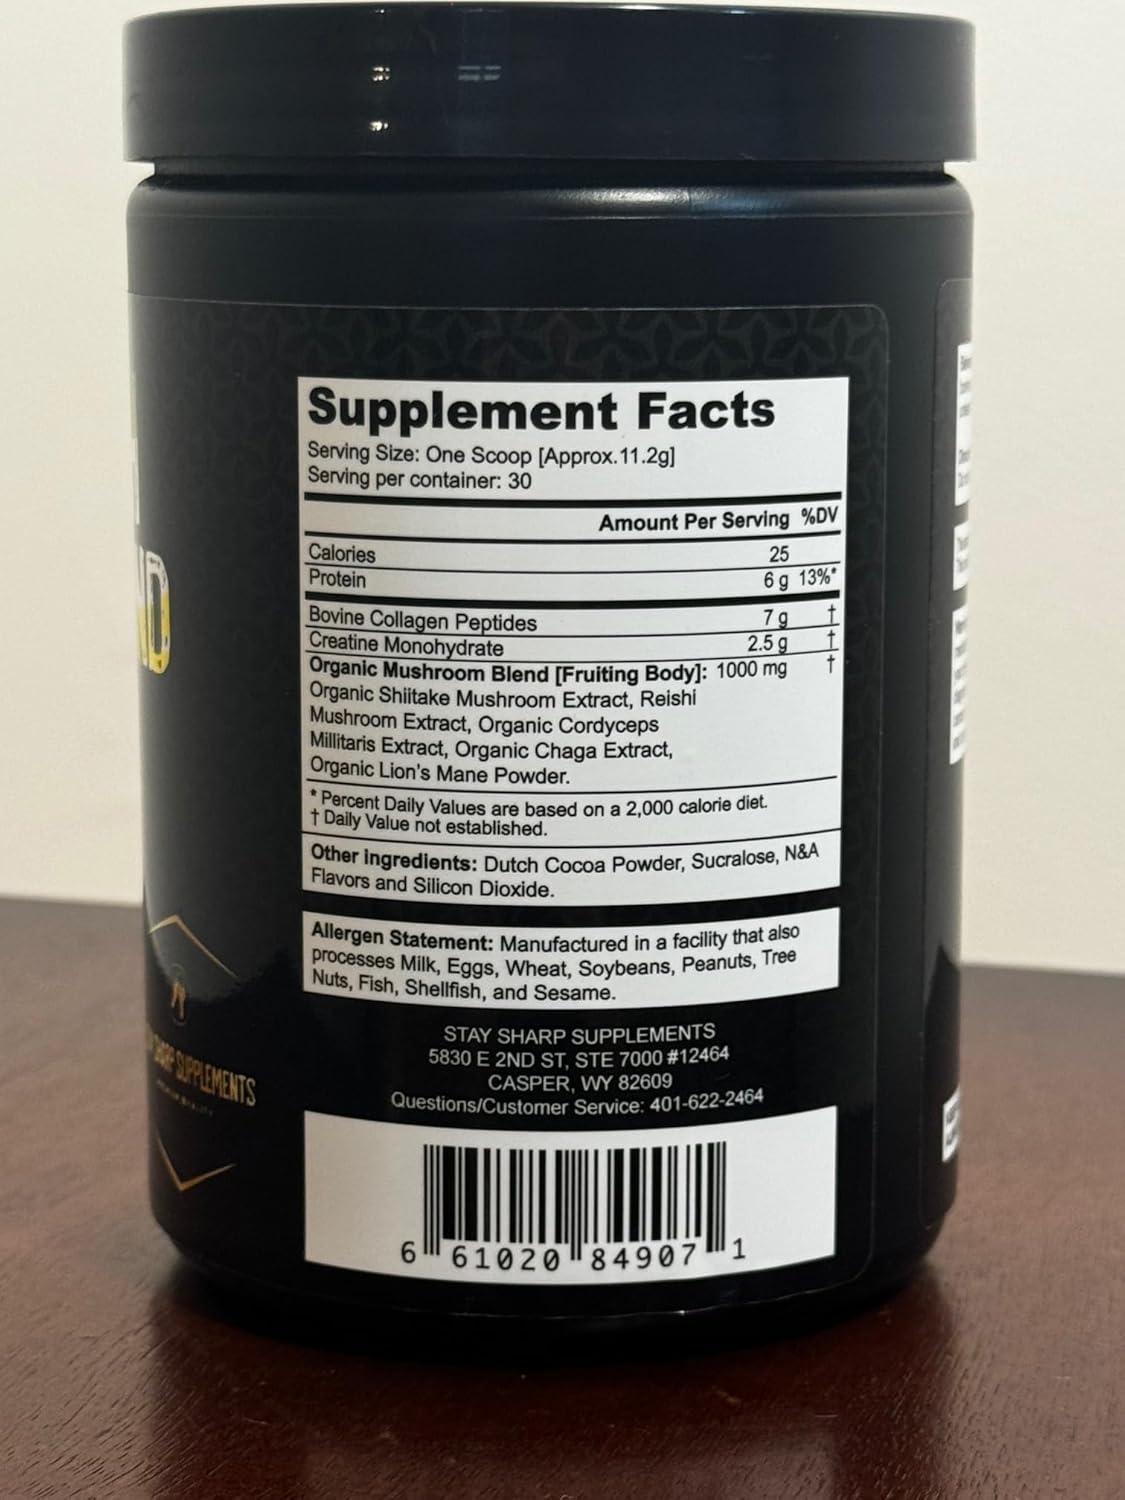 Supplement Facts
Serving Size: One Scoop [Approx.11.2g]
Serving per container: 30
Amount Per Serving %DV
Calories 25
Protein 6 g 13%*
Bovine Collagen Peptides 7 g †
Creatine Monohydrate 2.5 g †
Organic Mushroom Blend [Fruiting Body]: 1000 mg †
Organic Shiitake Mushroom Extract, Reishi
Mushroom Extract, Organic Cordyceps
Millitaris Extract, Organic Chaga Extract,
Organic Lion's Mane Powder.
* Percent Daily Values are based on a 2,000 calorie diet.
† Daily Value not established.
Other ingredients: Dutch Cocoa Powder, Sucralose, N&A
Flavors and Silicon Dioxide.
Allergen Statement: Manufactured in a facility that also
processes Milk, Eggs, Wheat, Soybeans, Peanuts, Tree
Nuts, Fish, Shellfish, and Sesame.
STAY SHARP SUPPLEMENTS
5830 E 2ND ST, STE 7000 #12464
CASPER, WY 82609
Questions/Customer Service: 401-622-2464
6 61020 84907 1
SHARP SUPPLEMENTS